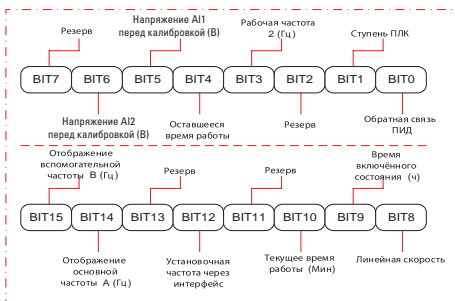 Резерв
Напряжение AI1
перед калибровкой (В)
Рабочая частота
2 (Гц)
Ступень ПЛК
BIT7 BIT6 BIT5 BIT4 BIT3 BIT2 BIT1 BIT0
Напряжение AI2
перед калибровкой (В)
Оставшееся
время работы
Резерв
Обратная связь
ПИД
Отображение
вспомогательной
частоты B (Гц)
Резерв
Резерв
Время
включённого
состояния (ч)
BIT15 BIT14 BIT13 BIT12 BIT11 BIT10 BIT9 BIT8
Отображение
основной
частоты A (Гц)
Установочная
частота через
интерфейс
Текущее время
работы (Мин)
Линейная скорость